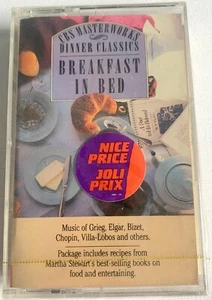 CBS MASTERWORKS
DINNER CLASSICS
BREAKFAST
IN BED
NICE
PRICE
JOLI
PRIX
Music of Grieg, Elgar, Bizet,
Chopin, Villa-Lobos and others.
Package includes recipes from
Martha Stewart's best-selling books on
food and entertaining.